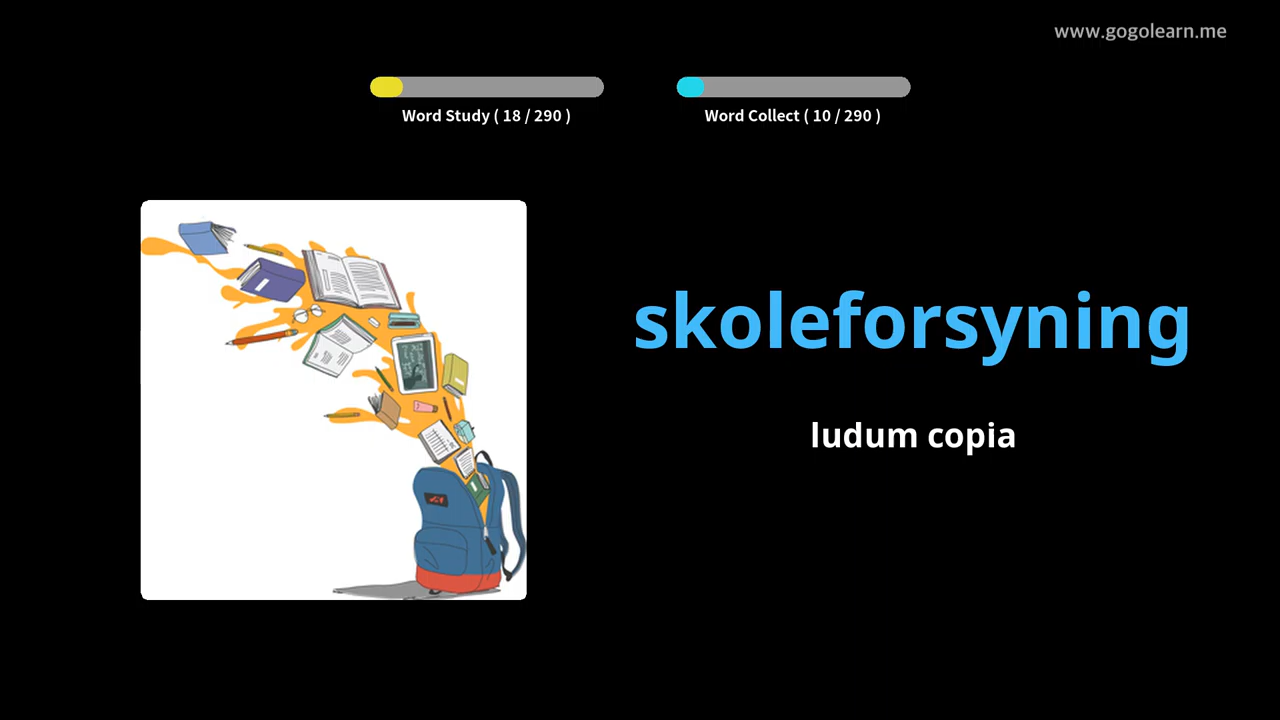 www.gogolearn.me
Word Study ( 18 / 290 )
Word Collect ( 10 / 290 )
skoleforsyning
ludum copia